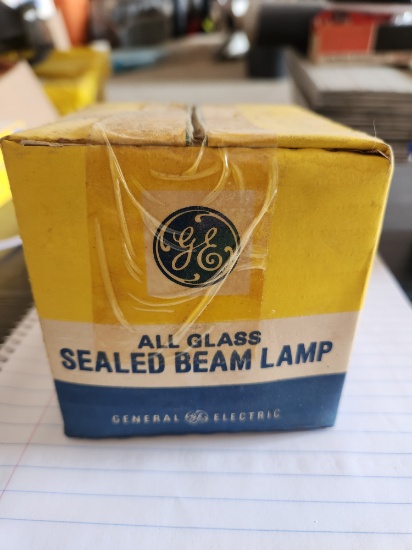 GE
ALL GLASS
SEALED BEAM LAMP
GENERAL GE ELECTRIC